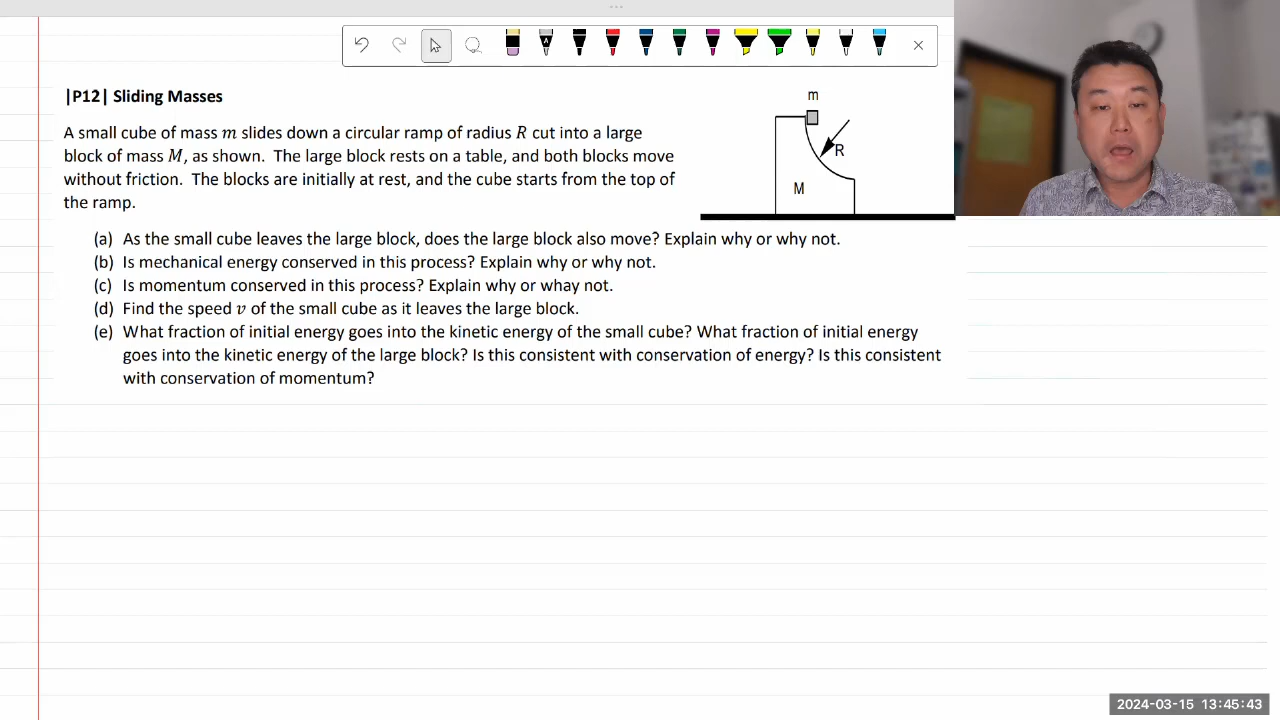 |P12| Sliding Masses
A small cube of mass m slides down a circular ramp of radius R cut into a large
block of mass M, as shown. The large block rests on a table, and both blocks move
without friction. The blocks are initially at rest, and the cube starts from the top of
the ramp.
m
R
M
(a) As the small cube leaves the large block, does the large block also move? Explain why or why not.
(b) Is mechanical energy conserved in this process? Explain why or why not.
(c) Is momentum conserved in this process? Explain why or whay not.
(d) Find the speed v of the small cube as it leaves the large block.
(e) What fraction of initial energy goes into the kinetic energy of the small cube? What fraction of initial energy
goes into the kinetic energy of the large block? Is this consistent with conservation of energy? Is this consistent
with conservation of momentum?
2024-03-15 13:45:43